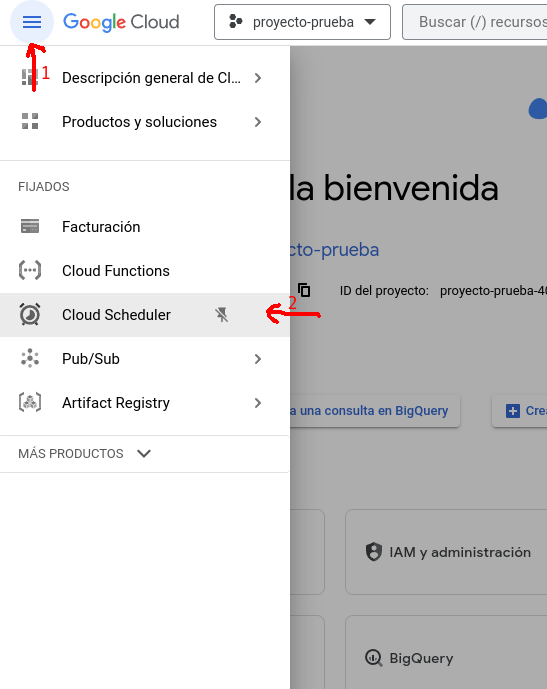 Google Cloud
proyecto-prueba
Buscar (/) recursos
1
Descripción general de Cl...
Productos y soluciones
FIJADOS
la bienvenida
Facturación
cto-prueba
Cloud Functions
ID del proyecto: proyecto-prueba-40
2
Cloud Scheduler
Pub/Sub
Artifact Registry
a una consulta en BigQuery
Crea
MÁS PRODUCTOS
IAM y administración
BigQuery